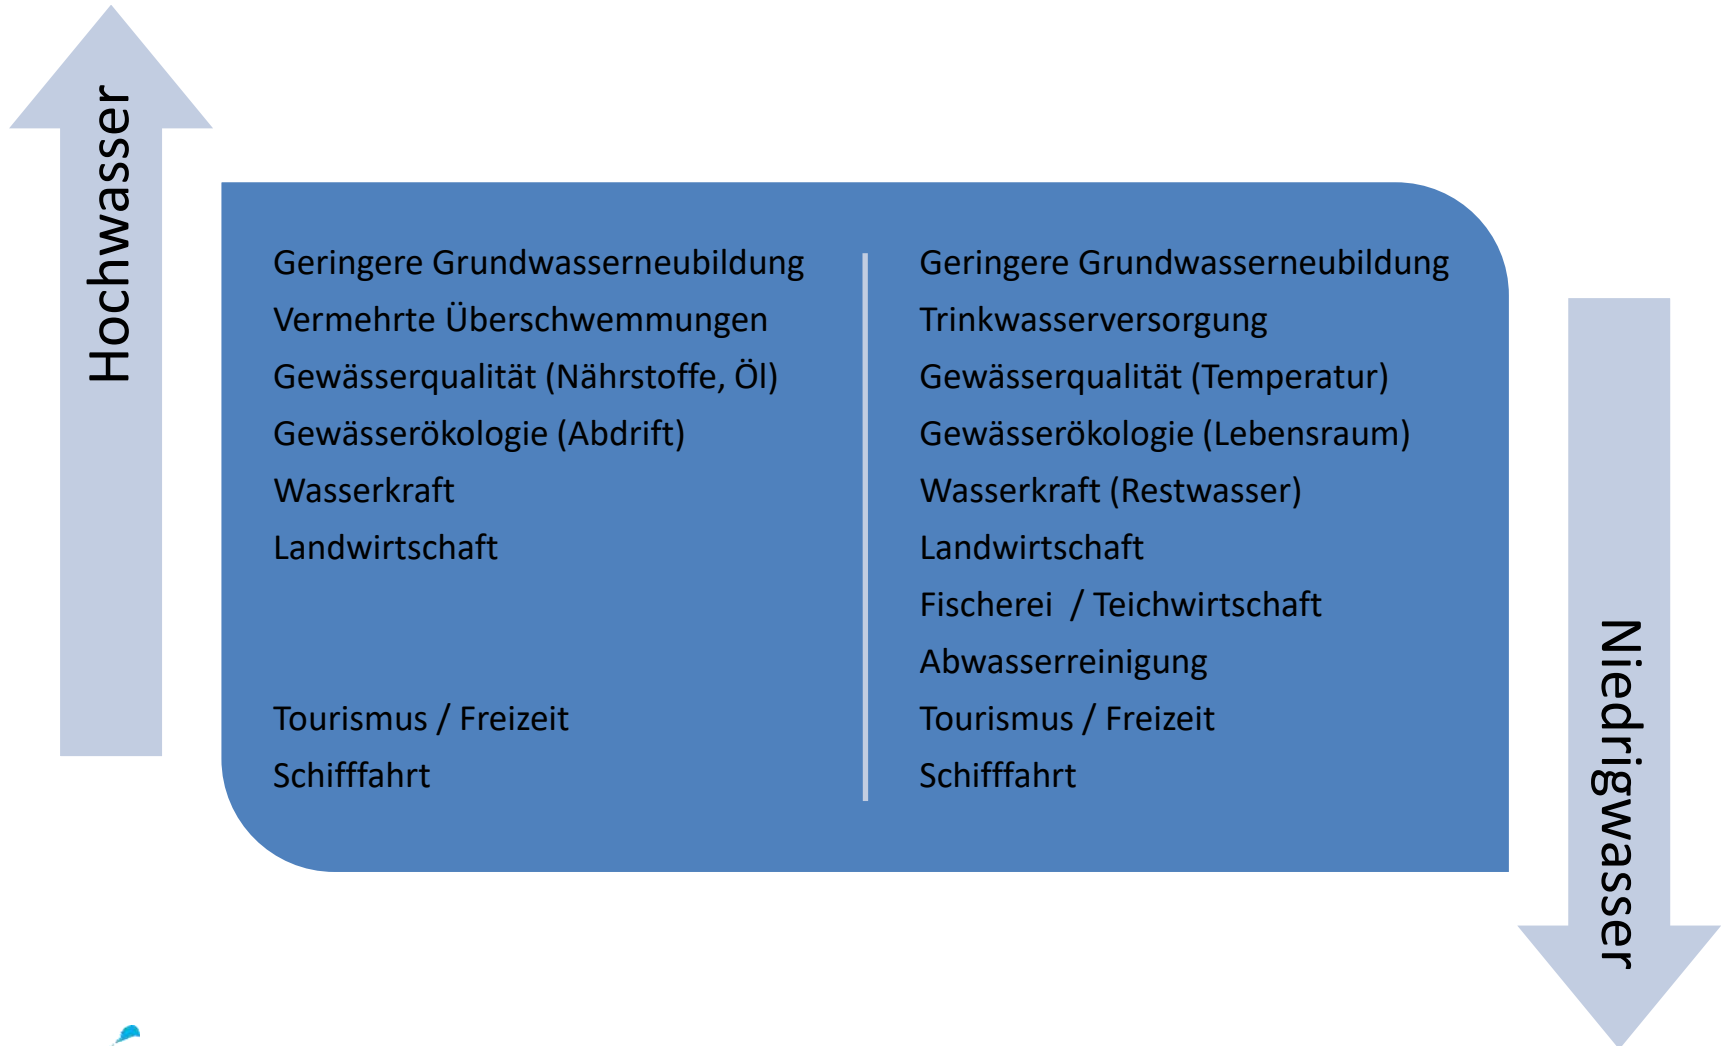 Hochwasser
Geringere Grundwasserneubildung
Vermehrte Überschwemmungen
Gewässerqualität (Nährstoffe, Öl)
Gewässerökologie (Abdrift)
Wasserkraft
Landwirtschaft
Tourismus / Freizeit
Schifffahrt
Geringere Grundwasserneubildung
Trinkwasserversorgung
Gewässerqualität (Temperatur)
Gewässerökologie (Lebensraum)
Wasserkraft (Restwasser)
Landwirtschaft
Fischerei  / Teichwirtschaft
Abwasserreinigung
Tourismus / Freizeit
Schifffahrt
Niedrigwasser